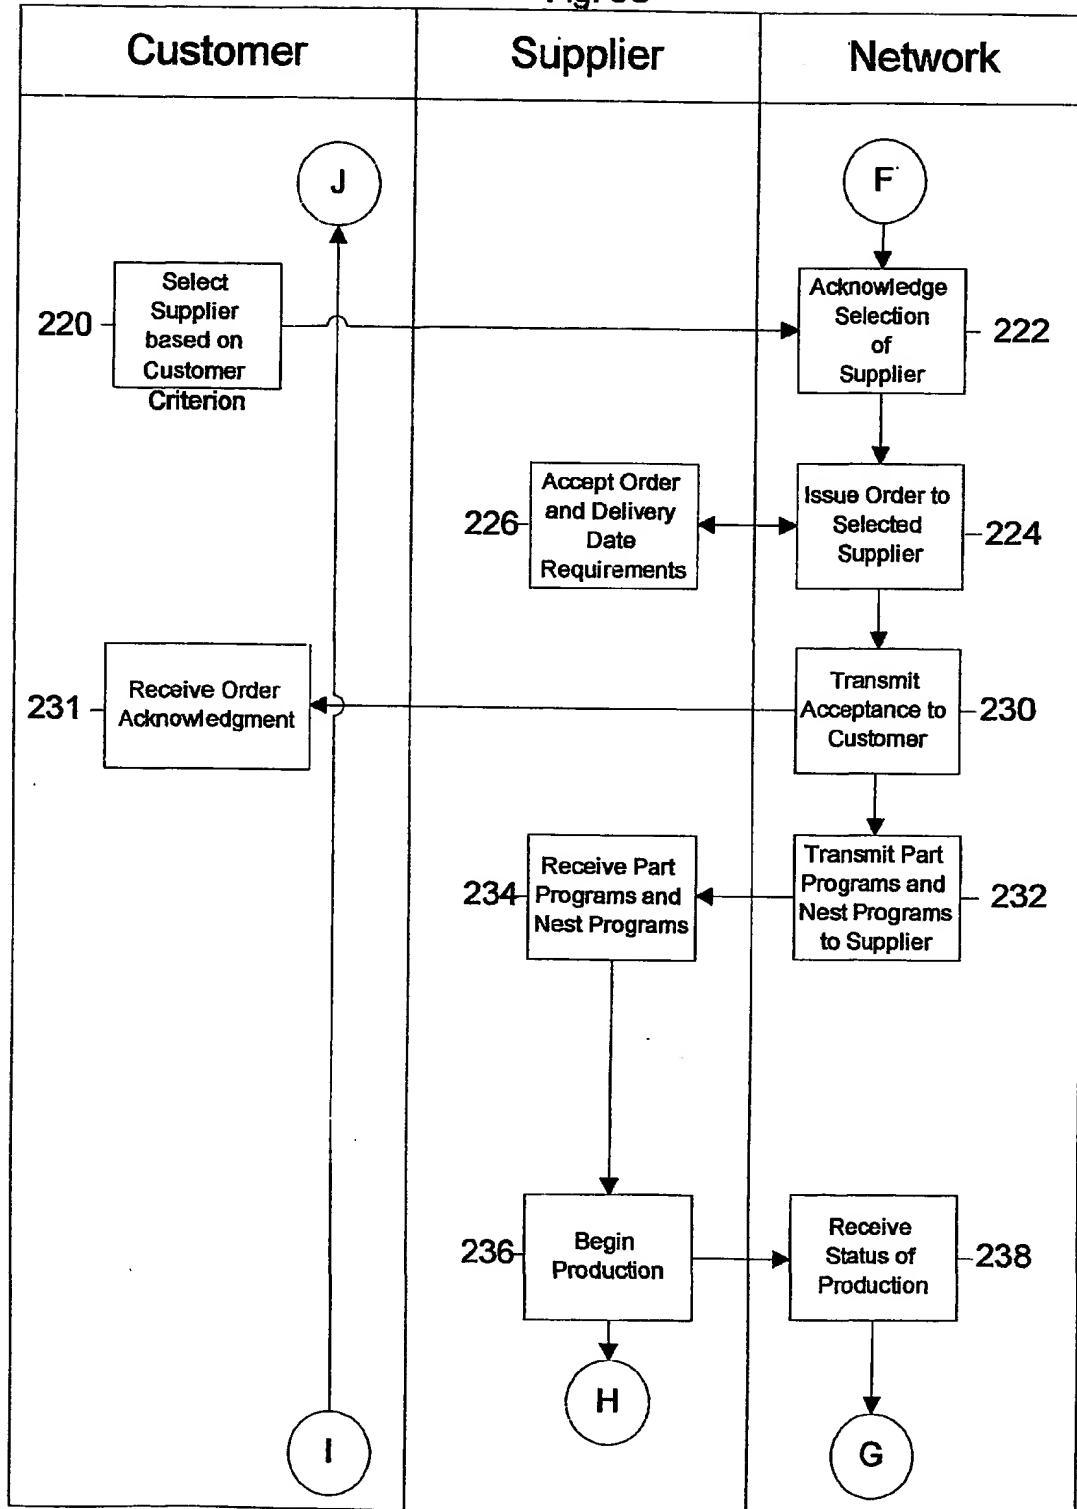 Customer
Supplier
Network
J
F
220
Select
Supplier
based on
Customer
Criterion
Acknowledge
Selection
of
Supplier
222
226
Accept Order
and Delivery
Date
Requirements
Issue Order to
Selected
Supplier
224
231
Receive Order
Acknowledgment
Transmit
Acceptance to
Customer
230
234
Receive Part
Programs and
Nest Programs
Transmit Part
Programs and
Nest Programs
to Supplier
232
236
Begin
Production
Receive
Status of
Production
238
H
I
G